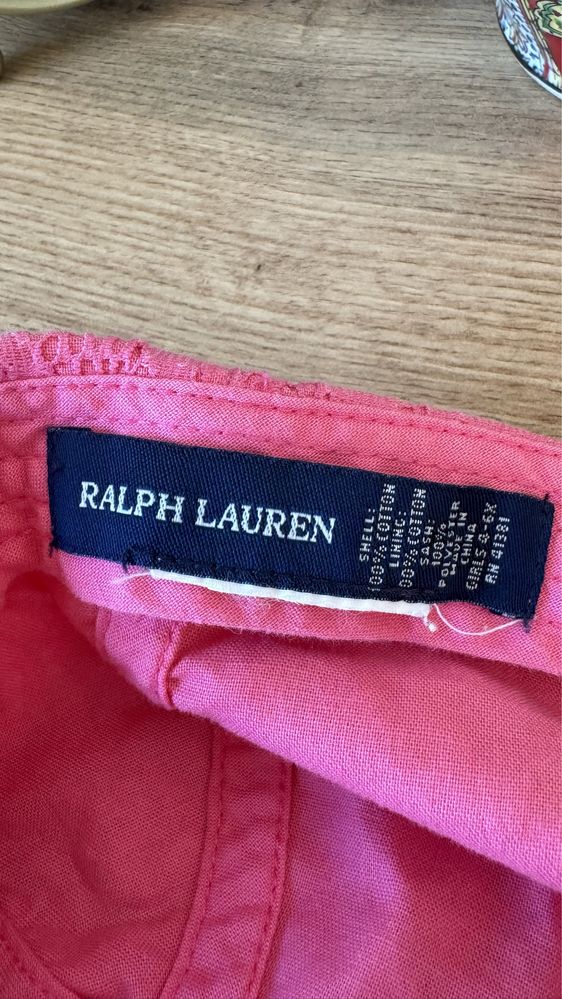 RALPH LAUREN
SHELL:
100% COTTON
LINING:
100% COTTON
SASH:
100%
POLYESTER
MADE IN
CHINA
GIRLS 4-6X
RN 41381